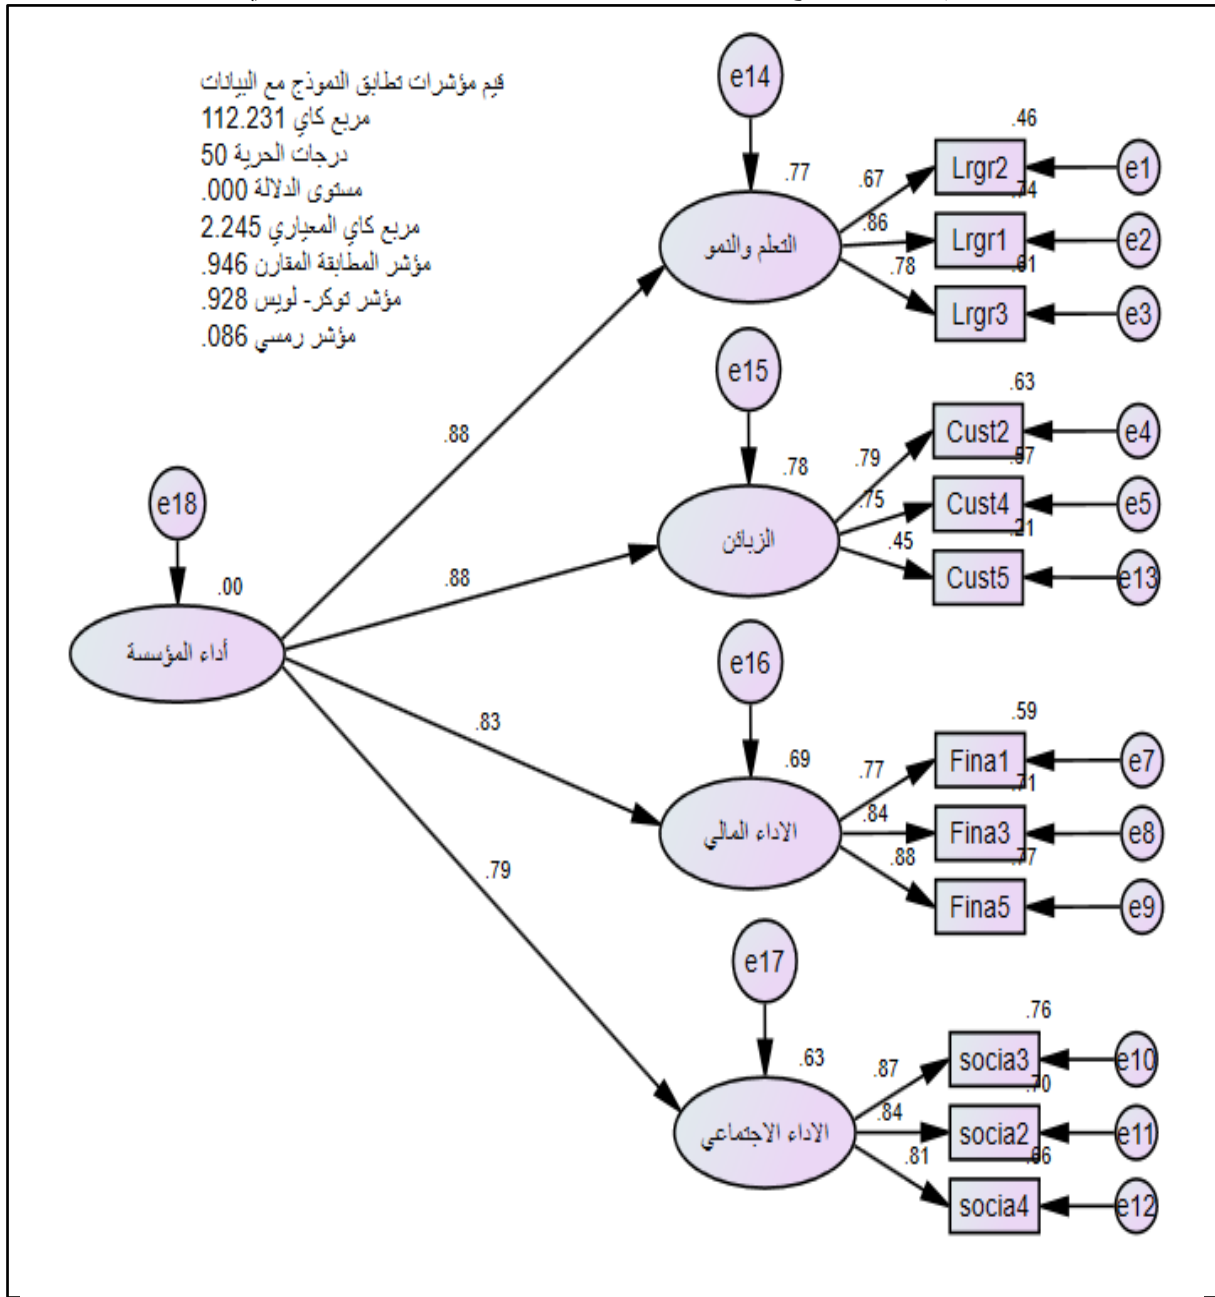 قيم مؤشرات تطابق النموذج مع البيانات
مربع كاي 112.231
درجات الحرية 50
مستوى الدلالة .000
مربع كاي المعياري 2.245
مؤشر المطابقة المقارن .946
مؤشر توكر- لويس .928
مؤشر رمسي .086
e14
.77
التعلم والنمو
.67
.86
.78
.46
Lrgr2
e1
.74
Lrgr1
e2
.61
Lrgr3
e3
e15
.78
الزبائن
.79
.75
.45
.63
Cust2
e4
.57
Cust4
e5
.21
Cust5
e13
.88
.88
.83
.79
e18
.00
أداء المؤسسة
e16
.69
الاداء المالي
.77
.84
.88
.59
Fina1
e7
.71
Fina3
e8
.77
Fina5
e9
e17
.63
الاداء الاجتماعي
.87
.84
.81
.76
socia3
e10
.70
socia2
e11
.66
socia4
e12